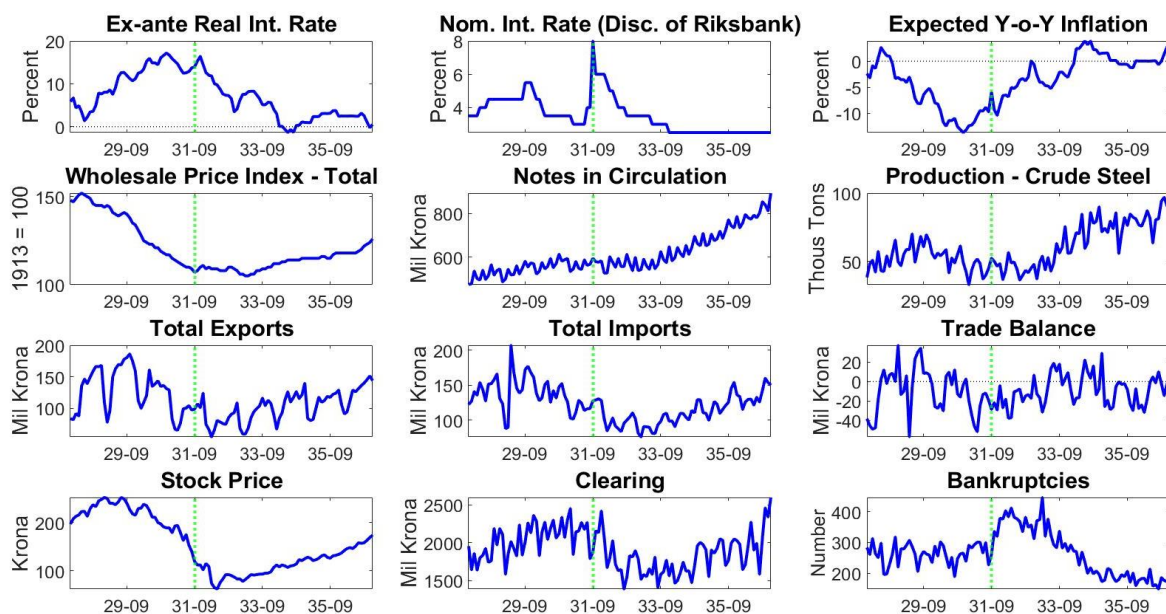 Ex-ante Real Int. Rate
Percent
20
10
0
29-09 31-09 33-09 35-09
Nom. Int. Rate (Disc. of Riksbank)
Percent
8
6
4
29-09 31-09 33-09 35-09
Expected Y-o-Y Inflation
Percent
0
-5
-10
29-09 31-09 33-09 35-09
Wholesale Price Index - Total
1913 = 100
150
100
29-09 31-09 33-09 35-09
Notes in Circulation
Mil Krona
800
600
29-09 31-09 33-09 35-09
Production - Crude Steel
Thous Tons
100
50
29-09 31-09 33-09 35-09
Total Exports
Mil Krona
200
150
100
29-09 31-09 33-09 35-09
Total Imports
Mil Krona
200
150
100
29-09 31-09 33-09 35-09
Trade Balance
Mil Krona
20
0
-20
-40
29-09 31-09 33-09 35-09
Stock Price
Krona
200
100
29-09 31-09 33-09 35-09
Clearing
Mil Krona
2500
2000
1500
29-09 31-09 33-09 35-09
Bankruptcies
Number
400
300
200
29-09 31-09 33-09 35-09